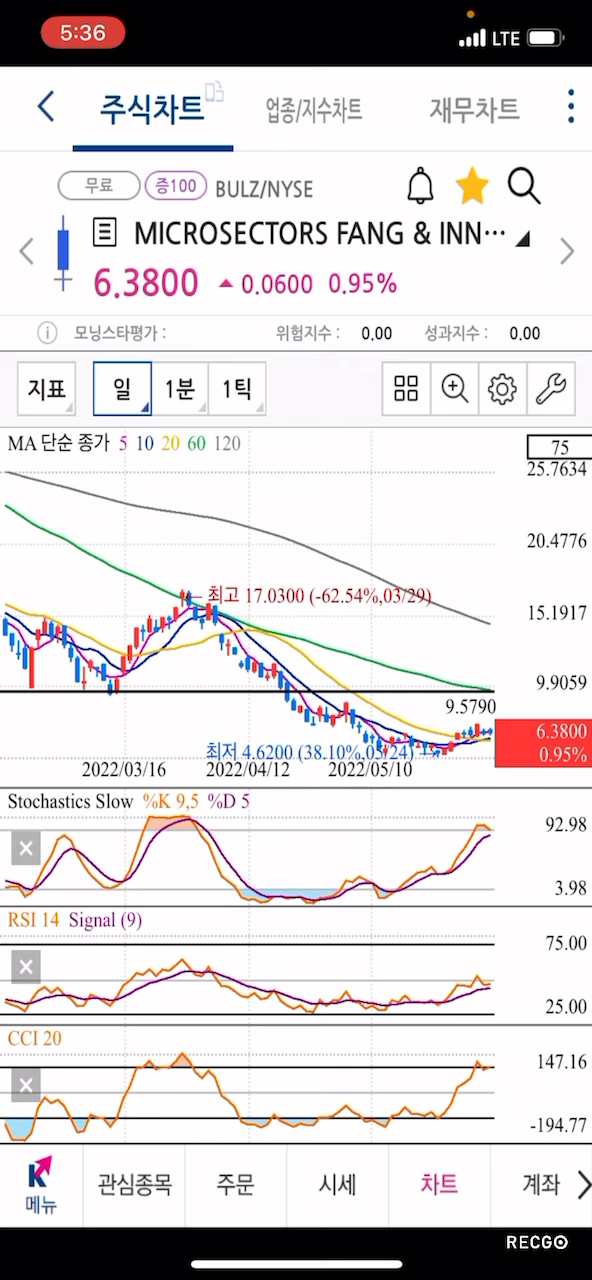 5:36
LTE
주식차트
업종/지수차트
재무차트
무료
증100
BULZ/NYSE
MICROSECTORS FANG & INN···
6.3800
0.0600 0.95%
모닝스타평가 :
위험지수 : 0.00
성과지수 : 0.00
지표
일
1분
1틱
MA 단순 종가 5 10 20 60 120
75
25.7634
20.4776
최고 17.0300 (-62.54%,03/29)
15.1917
9.9059
9.5790
6.3800
0.95%
최저 4.6200 (38.10%,05/24)
2022/03/16
2022/04/12
2022/05/10
Stochastics Slow %K 9,5 %D 5
92.98
3.98
RSI 14 Signal (9)
75.00
25.00
CCI 20
147.16
-194.77
K
메뉴
관심종목
주문
시세
차트
계좌
RECGO